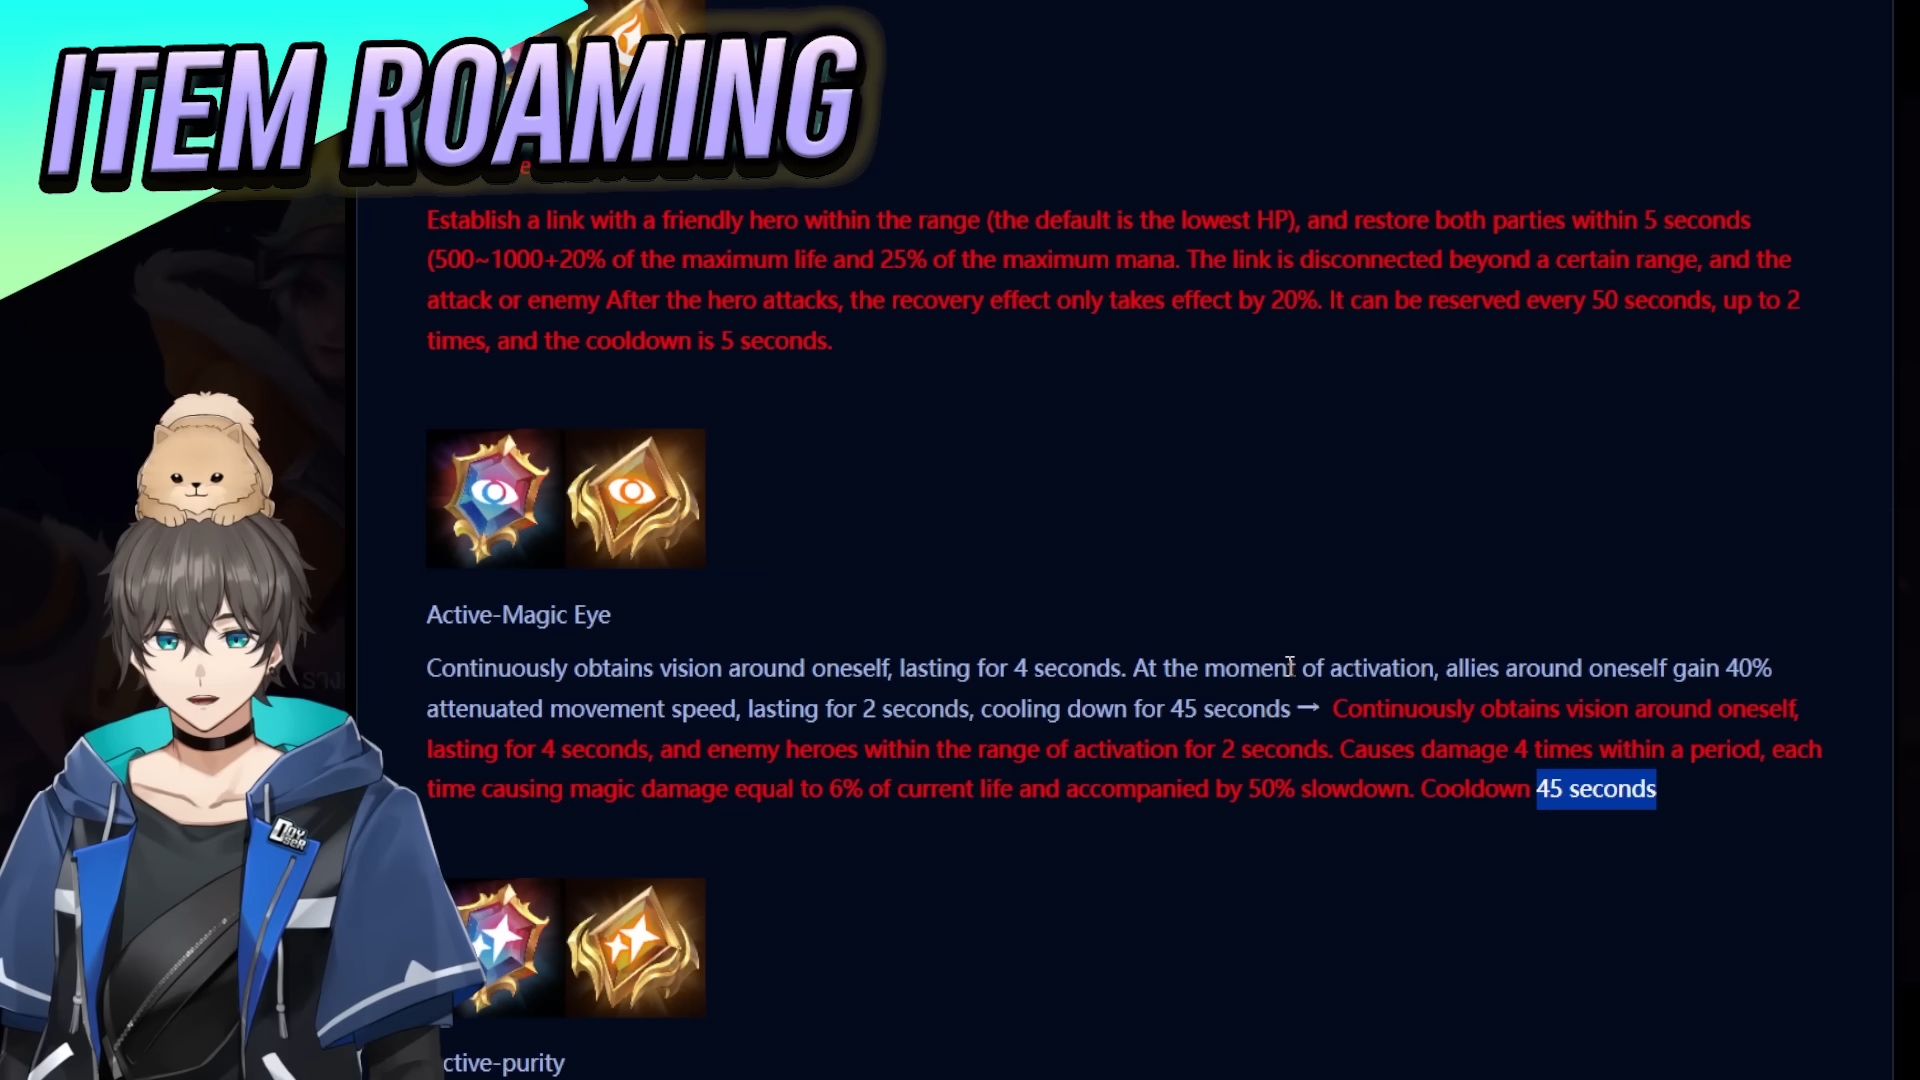 ITEM ROAMING
Establish a link with a friendly hero within the range (the default is the lowest HP), and restore both parties within 5 seconds
(500~1000+20% of the maximum life and 25% of the maximum mana. The link is disconnected beyond a certain range, and the
attack or enemy After the hero attacks, the recovery effect only takes effect by 20%. It can be reserved every 50 seconds, up to 2
times, and the cooldown is 5 seconds.
Active-Magic Eye
Continuously obtains vision around oneself, lasting for 4 seconds. At the moment of activation, allies around oneself gain 40%
attenuated movement speed, lasting for 2 seconds, cooling down for 45 seconds → Continuously obtains vision around oneself,
lasting for 4 seconds, and enemy heroes within the range of activation for 2 seconds. Causes damage 4 times within a period, each
time causing magic damage equal to 6% of current life and accompanied by 50% slowdown. Cooldown 45 seconds
ctive-purity